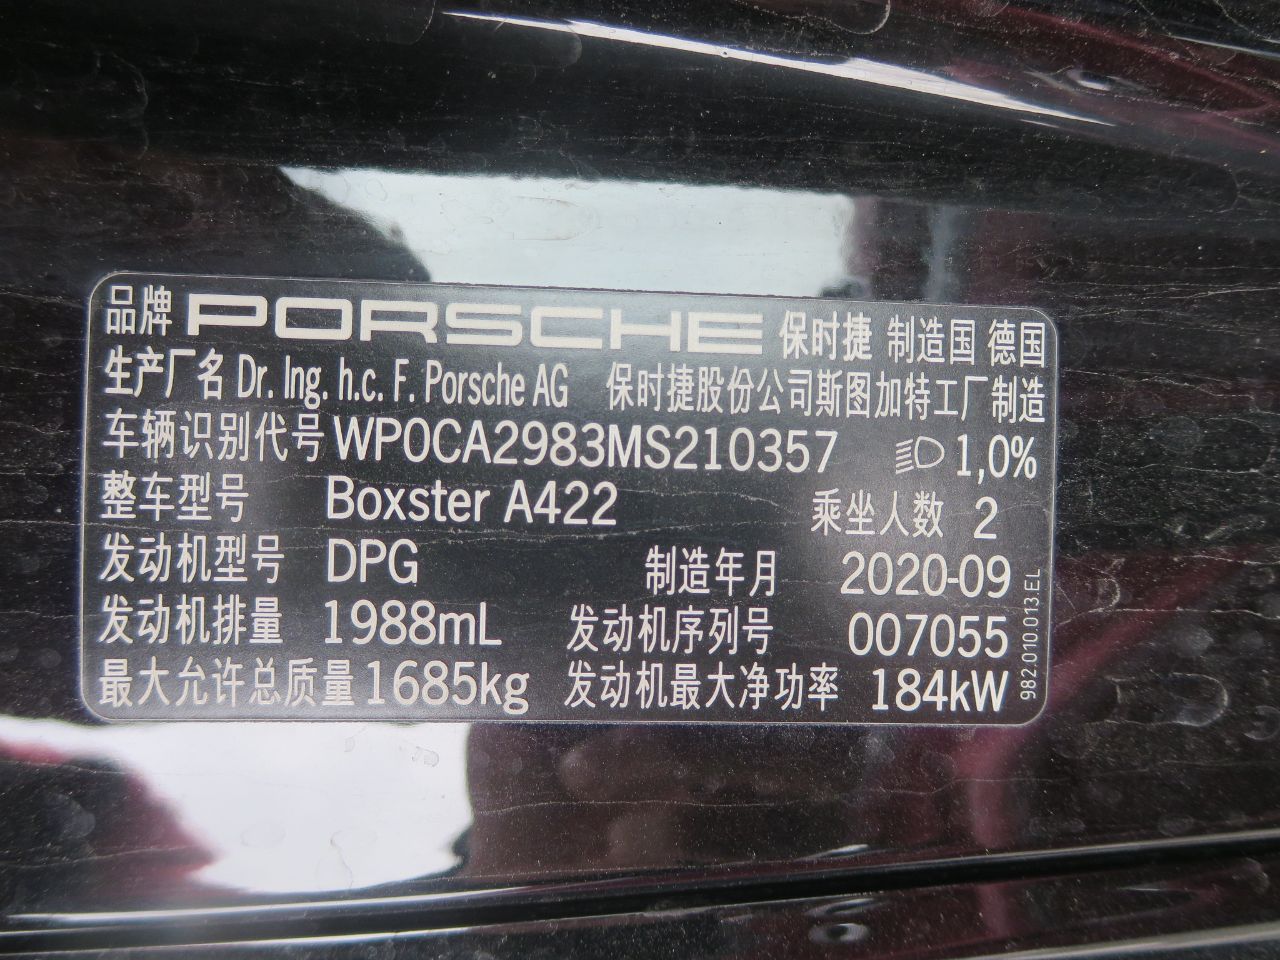 品牌 PORSCHE 保时捷 制造国 德国
生产厂名 Dr. Ing. h.c. F. Porsche AG 保时捷股份公司斯图加特工厂制造
车辆识别代号 WP0CA2983MS210357 1,0%
整车型号 Boxster A422 乘坐人数 2
发动机型号 DPG 制造年月 2020-09
发动机排量 1988mL 发动机序列号 007055
最大允许总质量 1685kg 发动机最大净功率 184kW
982.010.013.EL